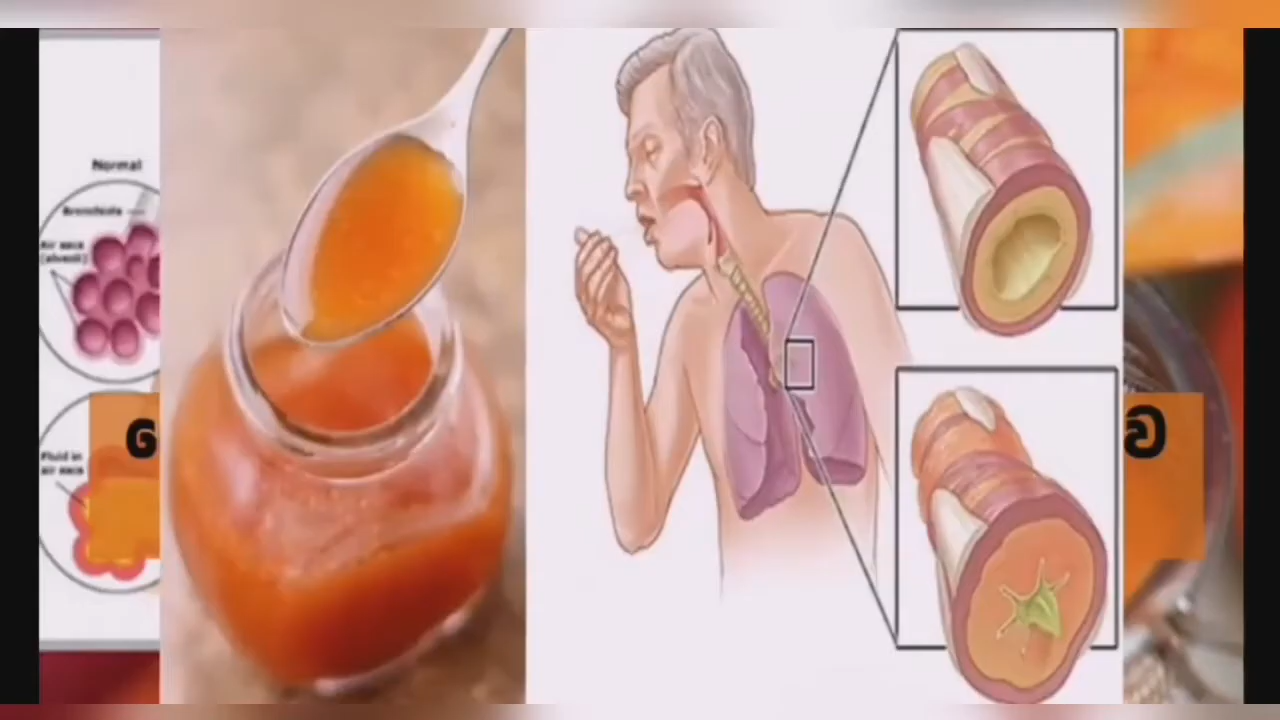 Normal
Bronchiole
Air sacs
(alveoli)
Fluid in
air sacs